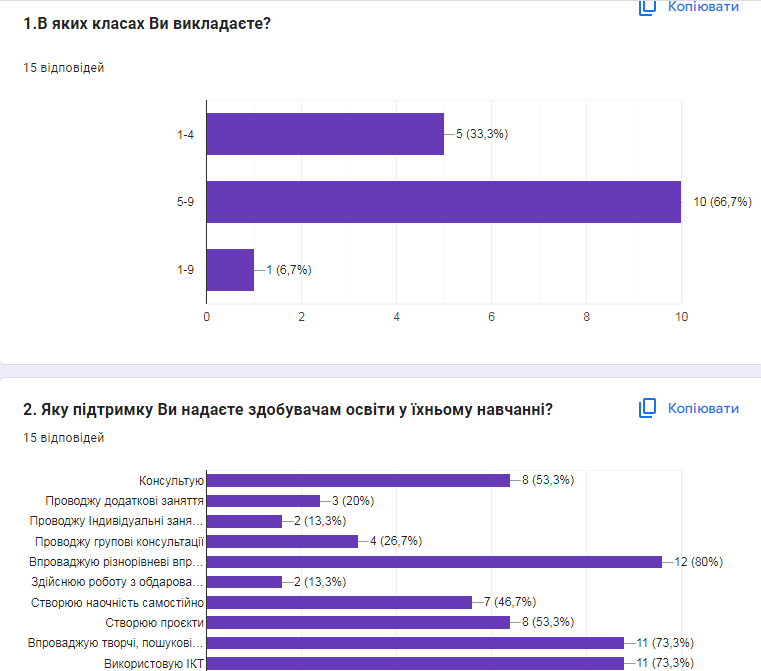 Копіювати
1.В яких класах Ви викладаєте?
15 відповідей
1-4
5 (33,3%)
5-9
10 (66,7%)
1-9
1 (6,7%)
0 2 4 6 8 10
2. Яку підтримку Ви надаєте здобувачам освіти у їхньому навчанні?
Копіювати
15 відповідей
Консультую 8 (53,3%)
Проводжу додаткові заняття 3 (20%)
Проводжу Індивідуальні заня... 2 (13,3%)
Проводжу групові консультації 4 (26,7%)
Впроваджую різнорівневі впр... 12 (80%)
Здійснюю роботу з обдарова... 2 (13,3%)
Створюю наочність самостійно 7 (46,7%)
Створюю проєкти 8 (53,3%)
Впроваджую творчі, пошукові... 11 (73,3%)
Використовую ІКТ 11 (73,3%)